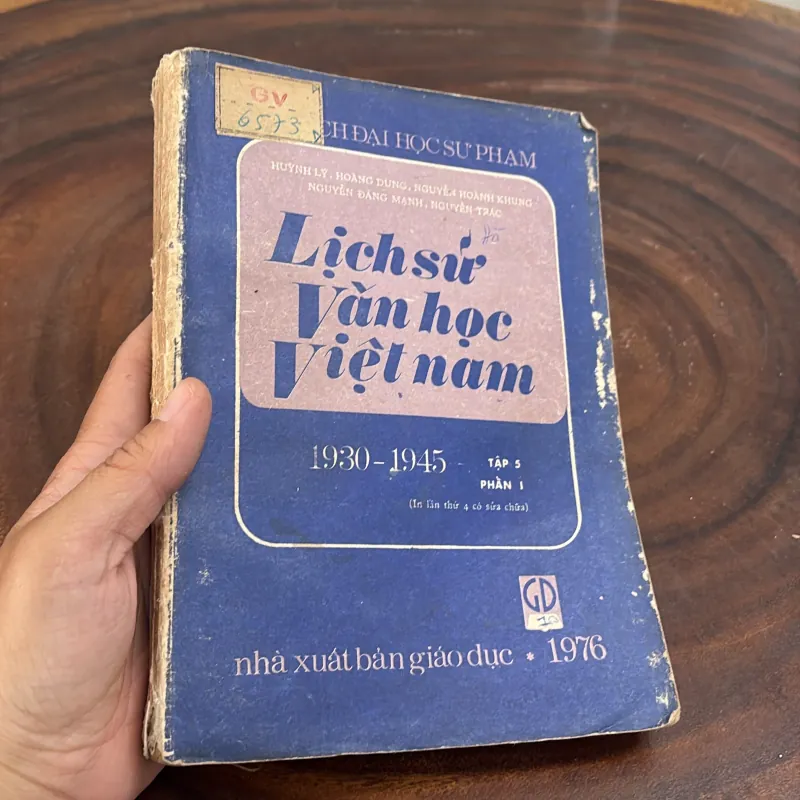 GV
6573
CH ĐẠI HỌC SƯ PHẠM
HUỲNH LÝ, HOÀNG DUNG, NGUYỄN HOÀNH KHUNG
NGUYỄN ĐĂNG MẠNH, NGUYỄN TRÁC
Lịch sử
Văn học
Việt nam
1930-1945
TẬP 5
PHẦN I
(In lần thứ 4 có sửa chữa)
GD
10
nhà xuất bản giáo dục * 1976